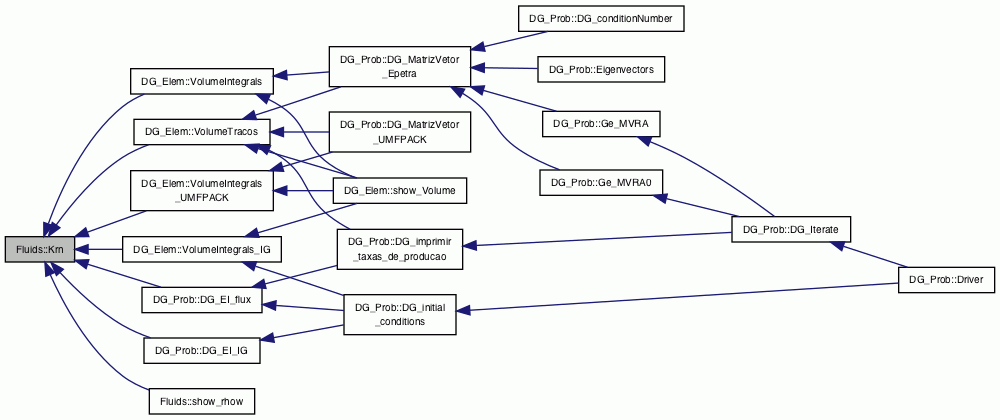 DG_Prob::DG_conditionNumber
DG_Prob::DG_MatrizVetor
_Epetra
DG_Prob::Eigenvectors
DG_Elem::VolumeIntegrals
DG_Prob::Ge_MVRA
DG_Elem::VolumeTracos
DG_Prob::DG_MatrizVetor
_UMFPACK
DG_Elem::VolumeIntegrals
_UMFPACK
DG_Elem::show_Volume
DG_Prob::Ge_MVRA0
Fluids::Krn
DG_Elem::VolumeIntegrals_IG
DG_Prob::DG_imprimir
_taxas_de_producao
DG_Prob::DG_Iterate
DG_Prob::DG_EI_flux
DG_Prob::DG_initial
_conditions
DG_Prob::Driver
DG_Prob::DG_EI_IG
Fluids::show_rhow